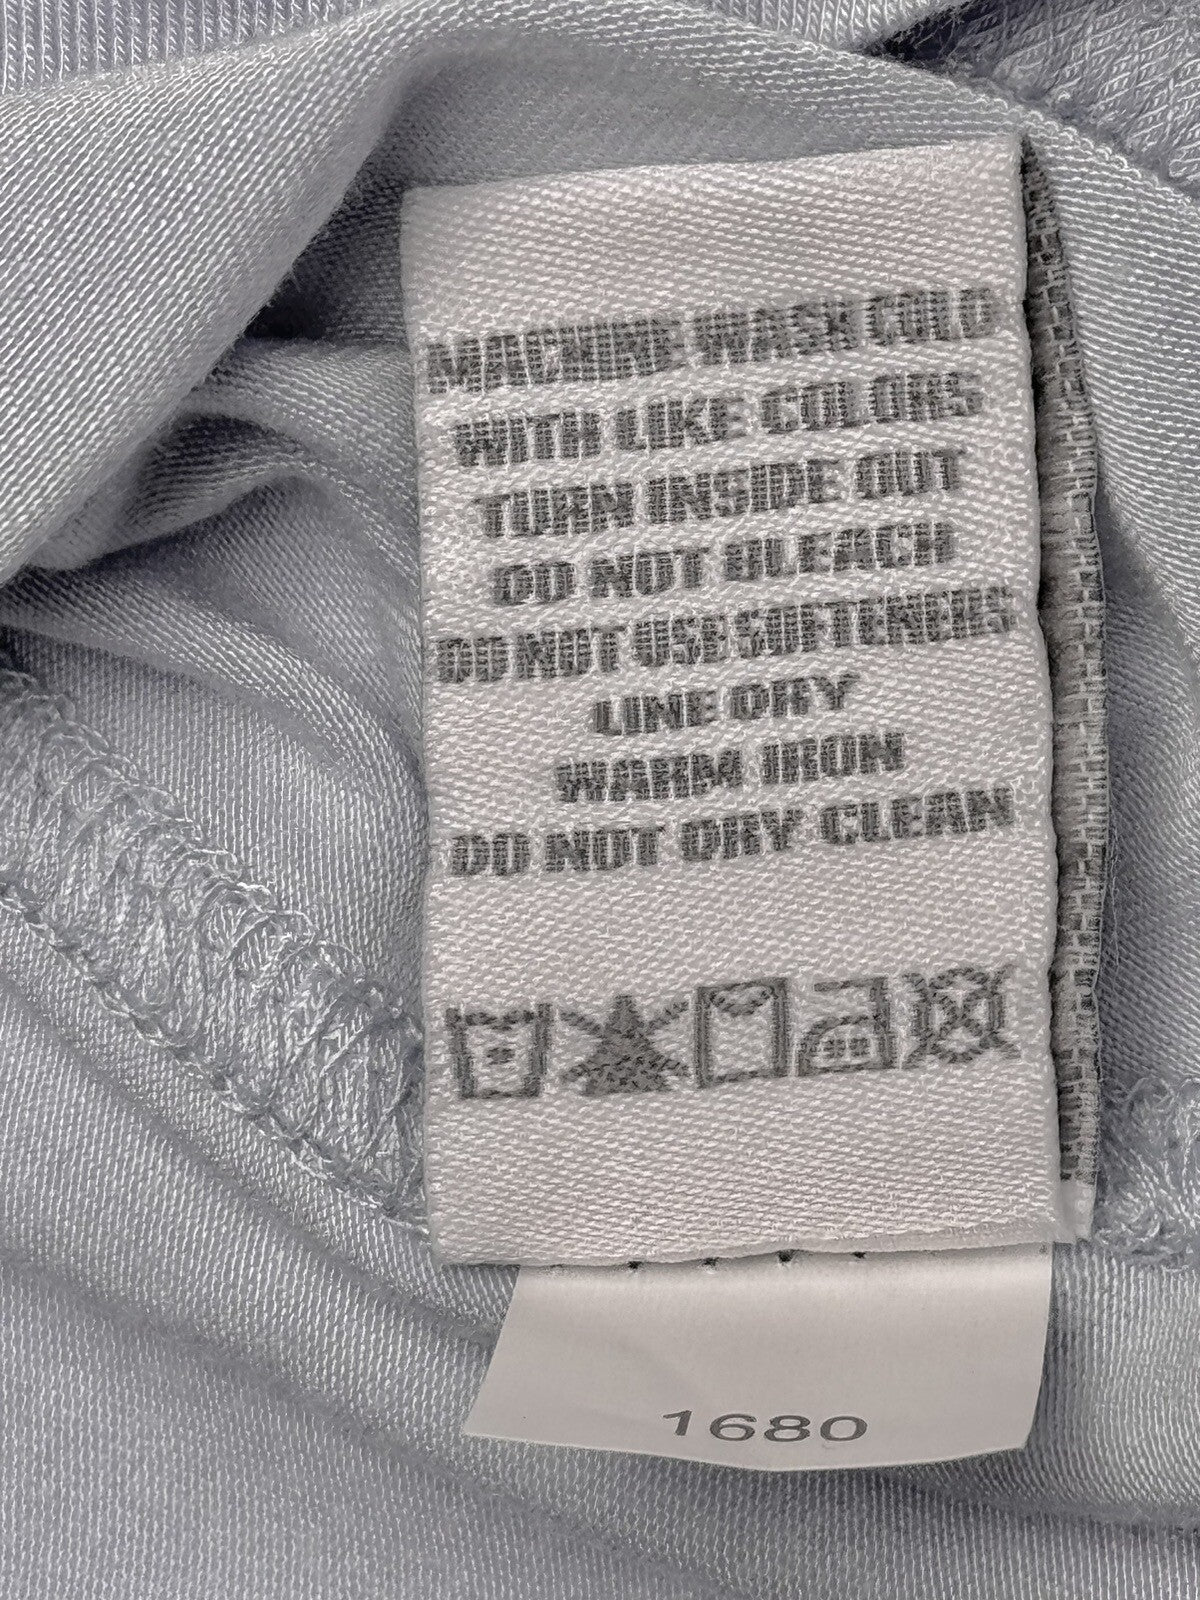 MACHINE WASH COLD
WITH LIKE COLORS
TURN INSIDE OUT
DO NOT BLEACH
DO NOT USE SOFTENERS
LINE DRY
WARM IRON
DO NOT DRY CLEAN
1680